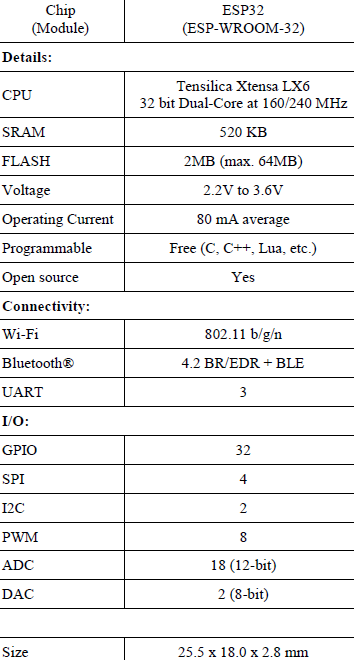 Chip ESP32
(Module) (ESP-WROOM-32)
Details:
CPU Tensilica Xtensa LX6
32 bit Dual-Core at 160/240 MHz
SRAM 520 KB
FLASH 2MB (max. 64MB)
Voltage 2.2V to 3.6V
Operating Current 80 mA average
Programmable Free (C, C++, Lua, etc.)
Open source Yes
Connectivity:
Wi-Fi 802.11 b/g/n
Bluetooth® 4.2 BR/EDR + BLE
UART 3
I/O:
GPIO 32
SPI 4
I2C 2
PWM 8
ADC 18 (12-bit)
DAC 2 (8-bit)
Size 25.5 x 18.0 x 2.8 mm